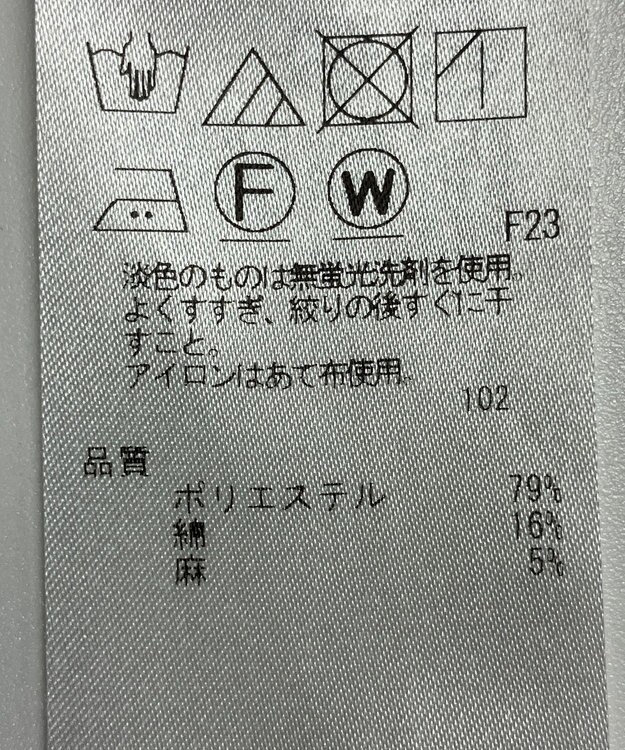 F
W
F23
淡色のものは無蛍光洗剤を使用。
よくすすぎ、絞りの後すぐに干
すこと。
アイロンはあて布使用。
102
品質
ポリエステル 79%
綿 16%
麻 5%